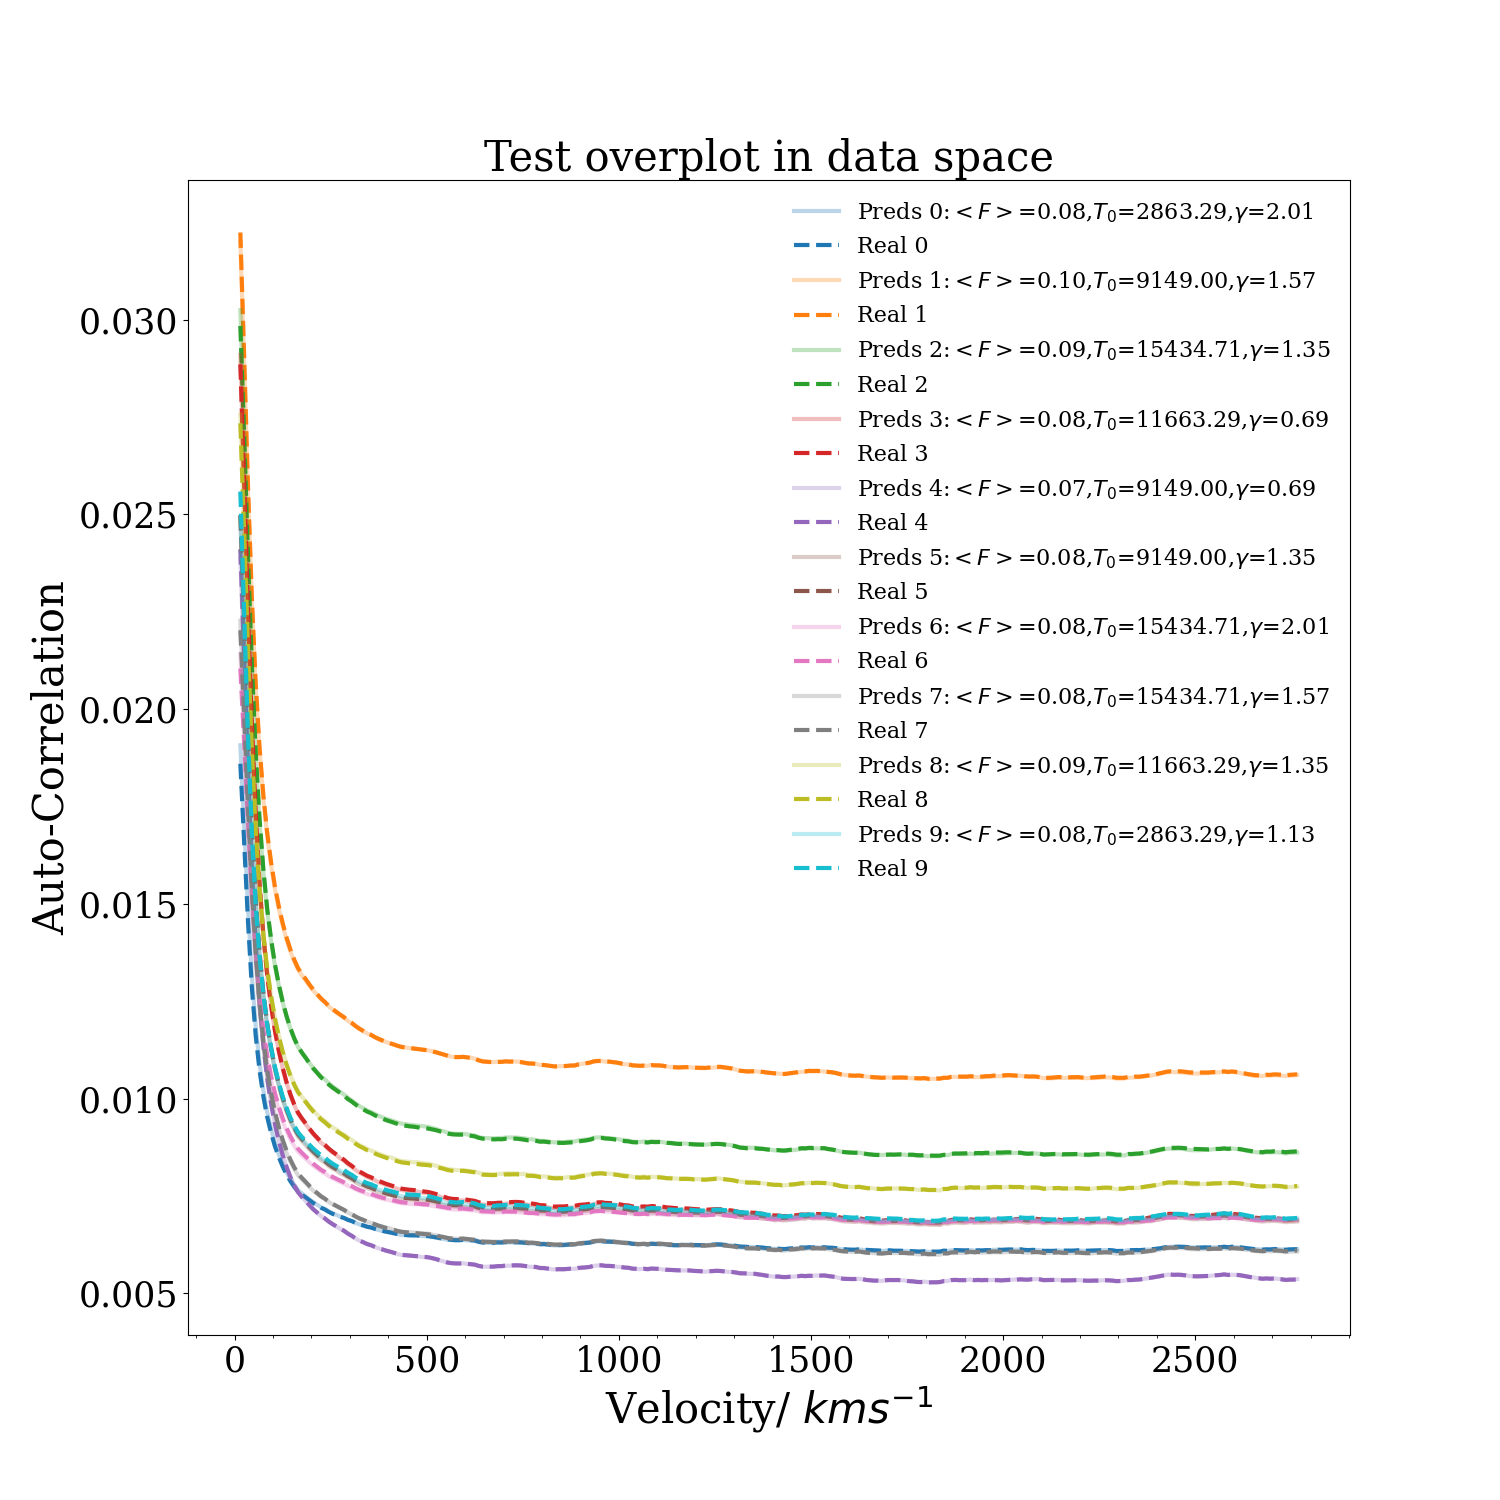 Test overplot in data space
Preds 0: < F > =0.08,T₀=2863.29,γ=2.01
Real 0
Preds 1: < F > =0.10,T₀=9149.00,γ=1.57
Real 1
Preds 2: < F > =0.09,T₀=15434.71,γ=1.35
Real 2
Preds 3: < F > =0.08,T₀=11663.29,γ=0.69
Real 3
Preds 4: < F > =0.07,T₀=9149.00,γ=0.69
Real 4
Preds 5: < F > =0.08,T₀=9149.00,γ=1.35
Real 5
Preds 6: < F > =0.08,T₀=15434.71,γ=2.01
Real 6
Preds 7: < F > =0.08,T₀=15434.71,γ=1.57
Real 7
Preds 8: < F > =0.09,T₀=11663.29,γ=1.35
Real 8
Preds 9: < F > =0.08,T₀=2863.29,γ=1.13
Real 9
Auto-Correlation
0.030
0.025
0.020
0.015
0.010
0.005
0 500 1000 1500 2000 2500
Velocity/ kms⁻¹